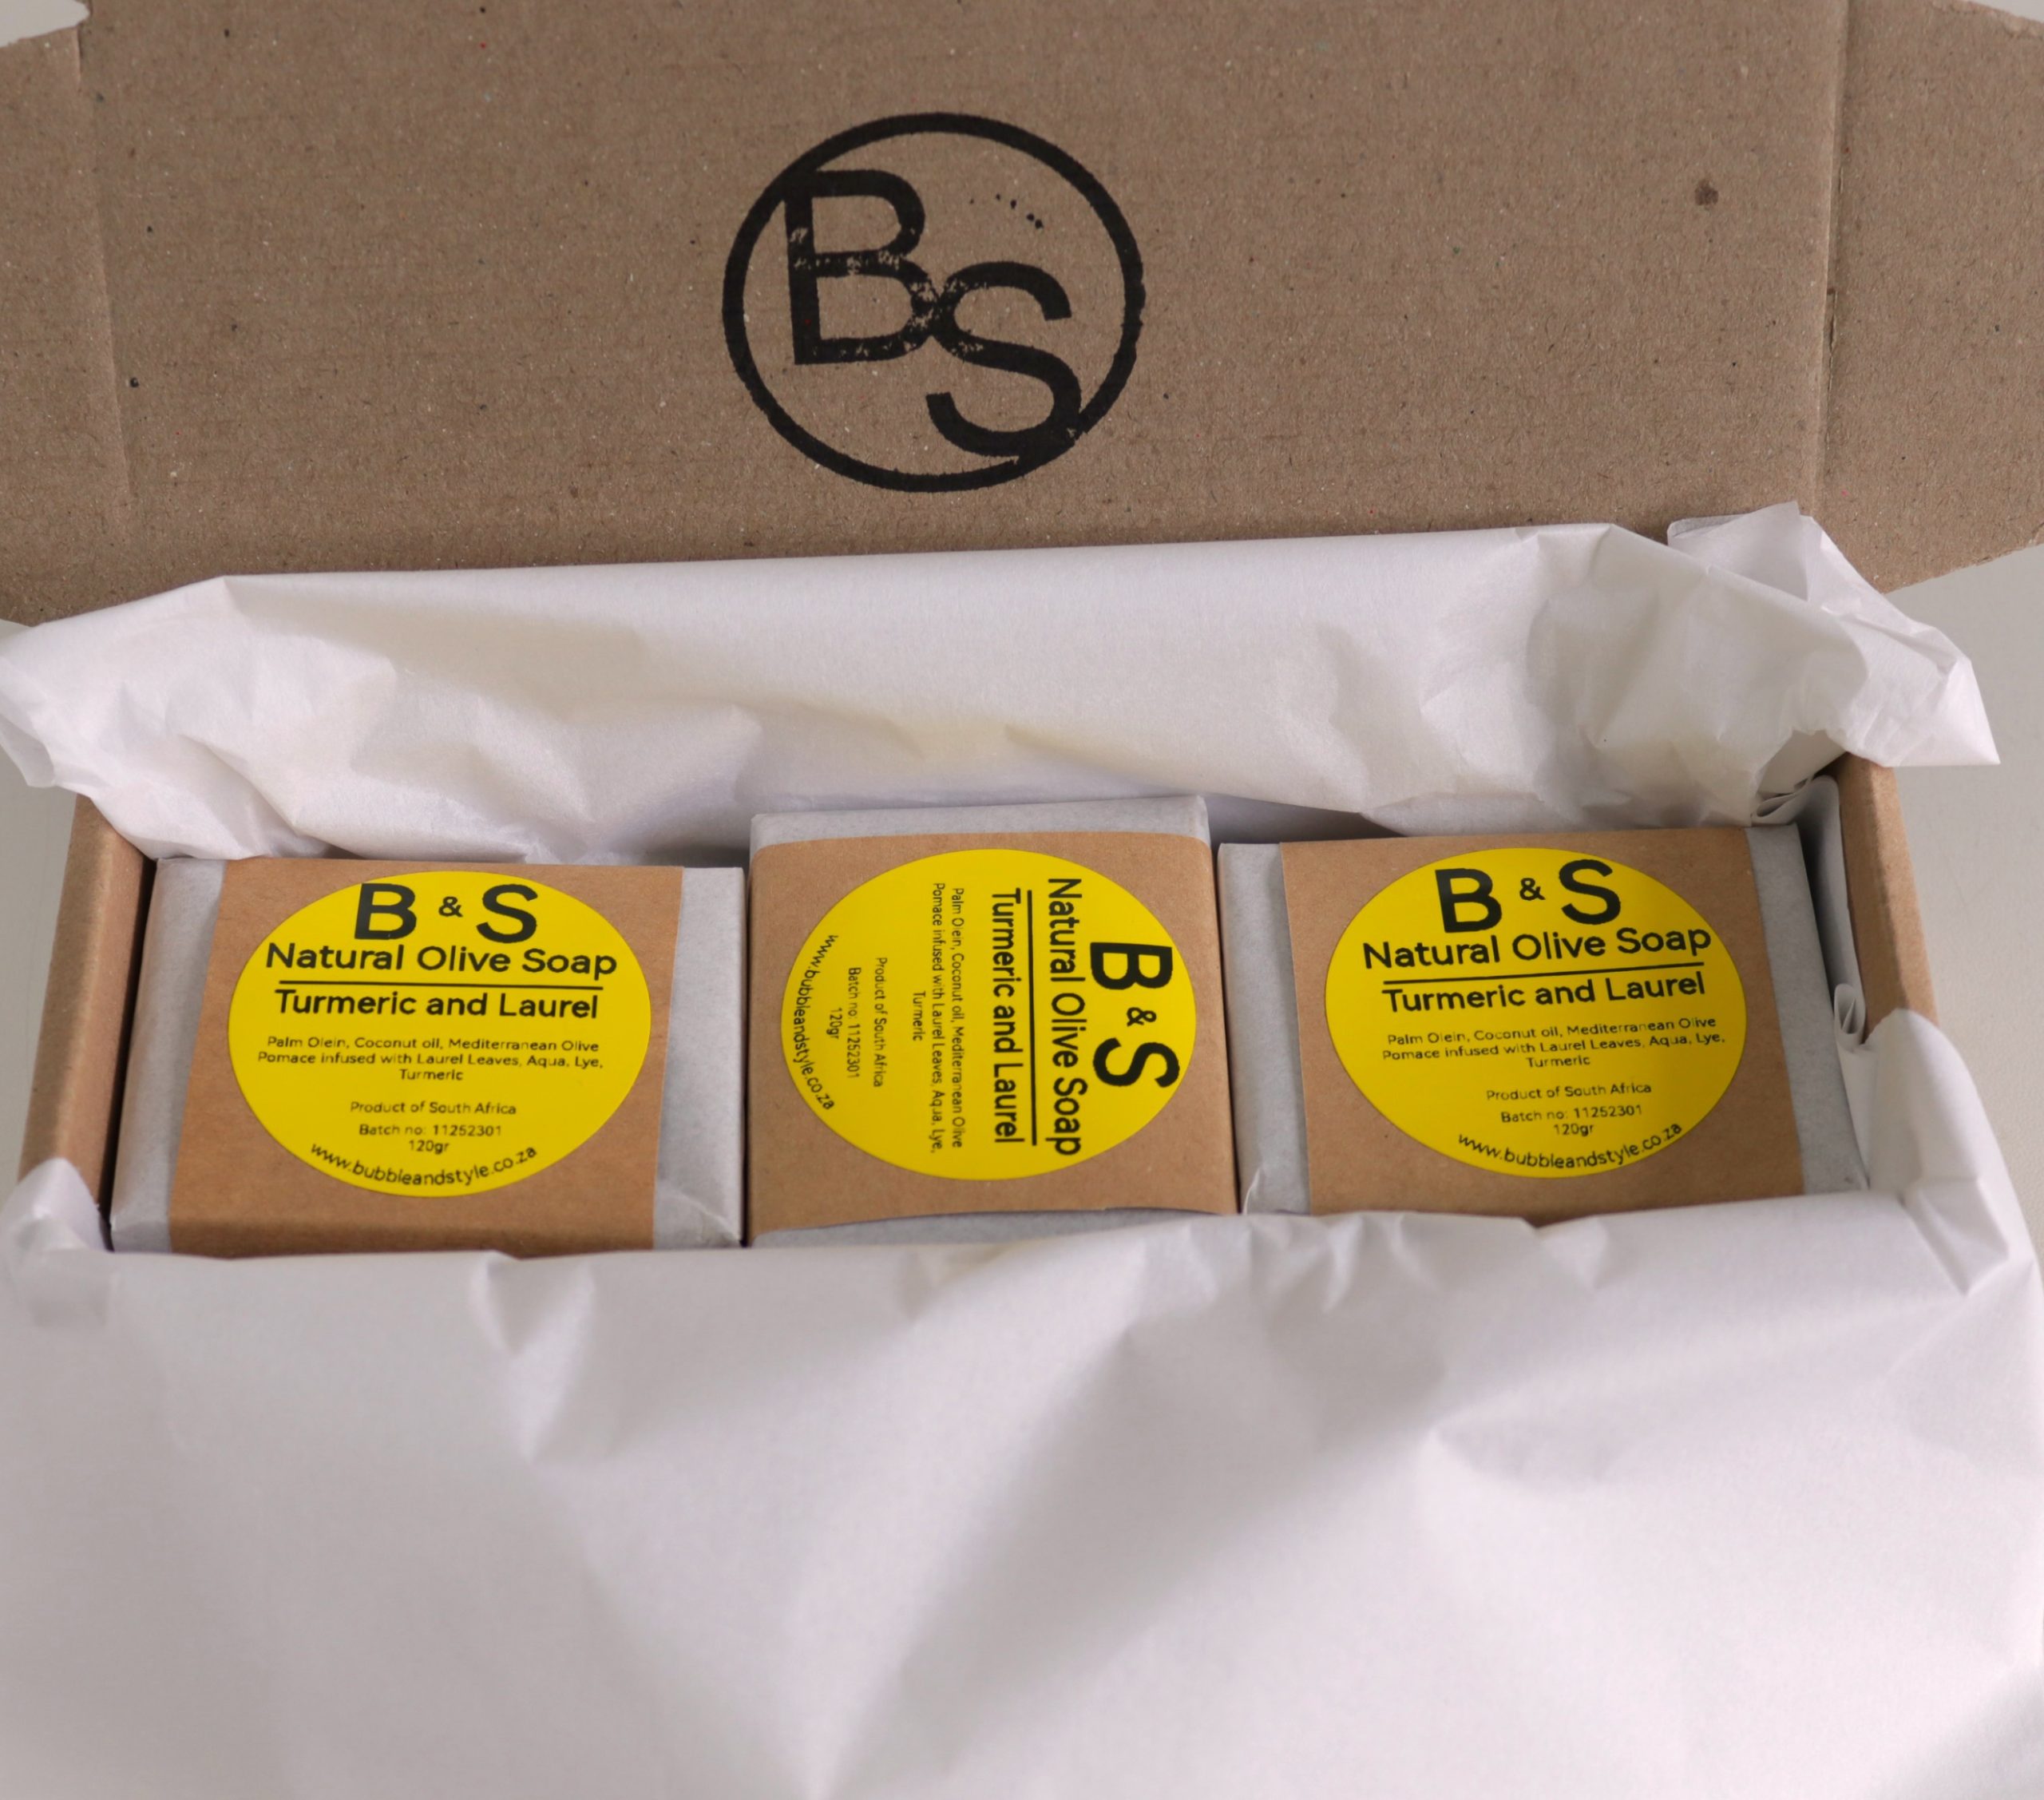 BS
B & S
Natural Olive Soap
Turmeric and Laurel
Palm Olein, Coconut oil, Mediterranean Olive
Pomace infused with Laurel Leaves, Aqua, Lye,
Turmeric
Product of South Africa
Batch no: 11252301
120gr
www.bubbleandstyle.co.za
B & S
Natural Olive Soap
Turmeric and Laurel
Palm Olein, Coconut oil, Mediterranean Olive
Pomace infused with Laurel Leaves, Aqua, Lye,
Turmeric
Product of South Africa
Batch no: 11252301
120gr
www.bubbleandstyle.co.za
B & S
Natural Olive Soap
Turmeric and Laurel
Palm Olein, Coconut oil, Mediterranean Olive
Pomace infused with Laurel Leaves, Aqua, Lye,
Turmeric
Product of South Africa
Batch no: 11252301
120gr
www.bubbleandstyle.co.za